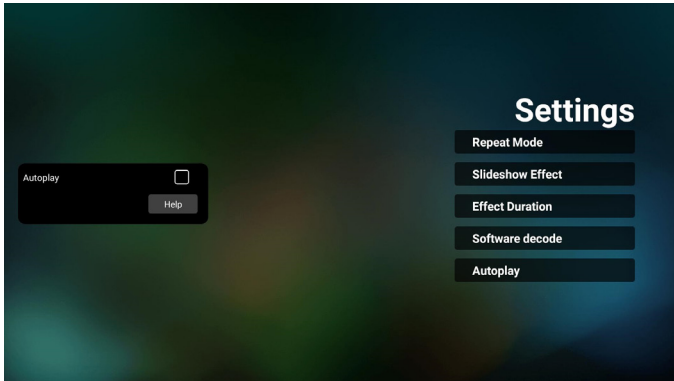 Settings
Repeat Mode
Slideshow Effect
Effect Duration
Software decode
Autoplay
Autoplay
Help